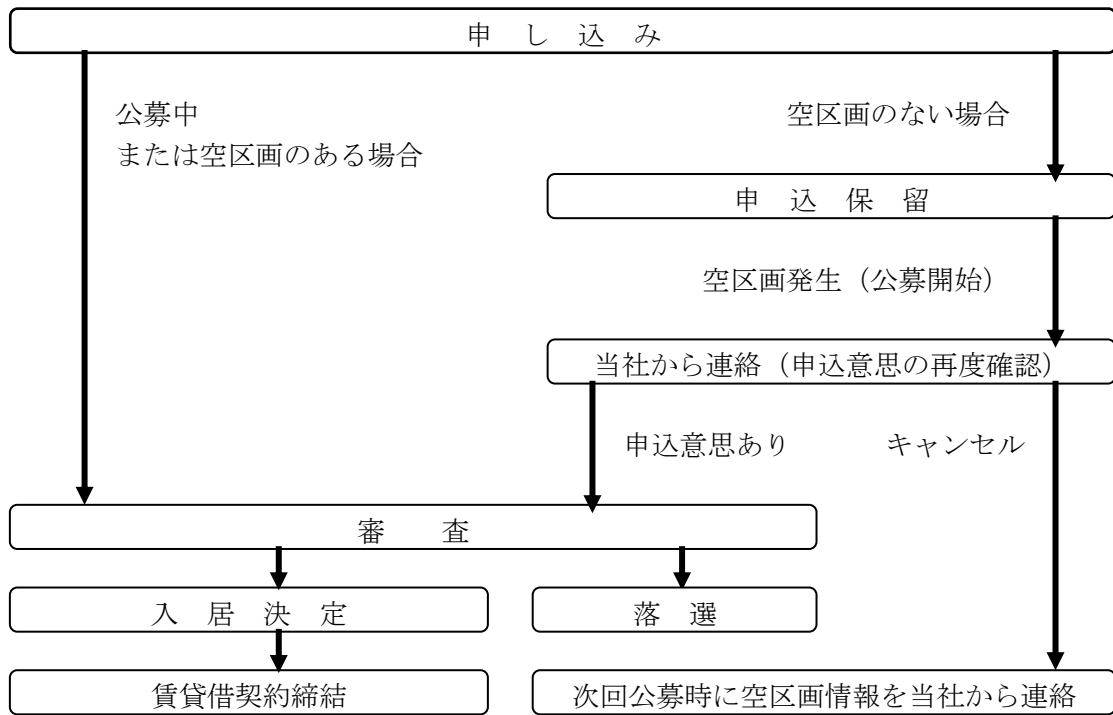 申 し 込 み
公募中
または空区画のある場合
空区画のない場合
申 込 保 留
空区画発生（公募開始）
当社から連絡（申込意思の再度確認）
申込意思あり
キャンセル
審 査
入 居 決 定
落 選
賃貸借契約締結
次回公募時に空区画情報を当社から連絡